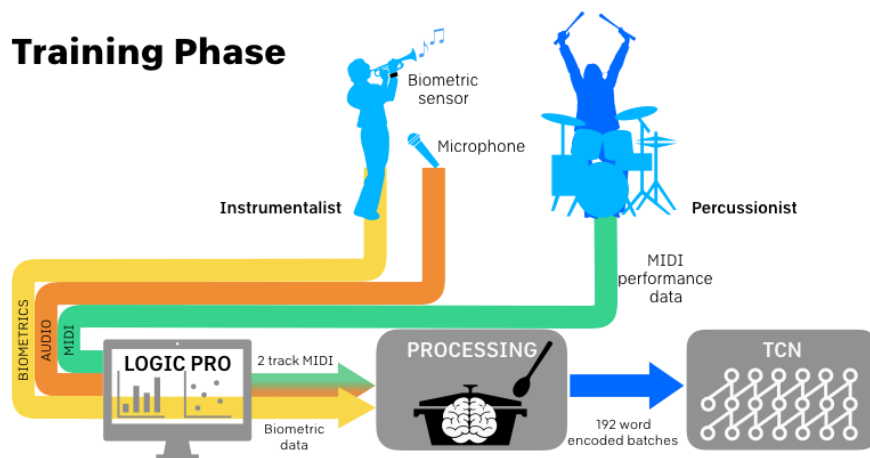 Training Phase
Biometric
sensor
Microphone
Instrumentalist
Percussionist
MIDI
performance
data
BIOMETRICS
AUDIO
MIDI
LOGIC PRO
2 track MIDI
Biometric
data
PROCESSING
192 word
encoded batches
TCN